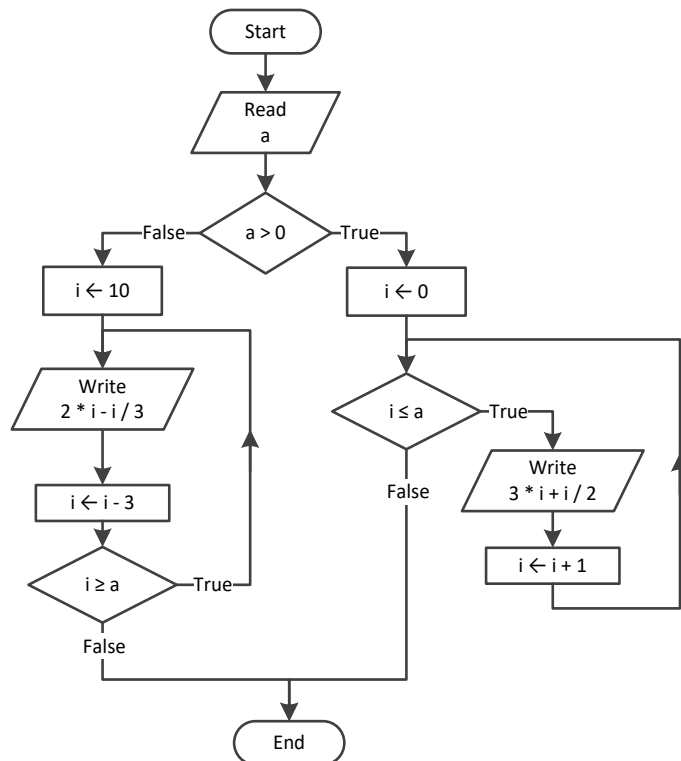 Start
Read
a
False
a > 0
True
i ← 10
i ← 0
Write
2 * i - i / 3
i ≤ a
True
Write
3 * i + i / 2
False
i ← i - 3
i ← i + 1
i ≥ a
True
False
End